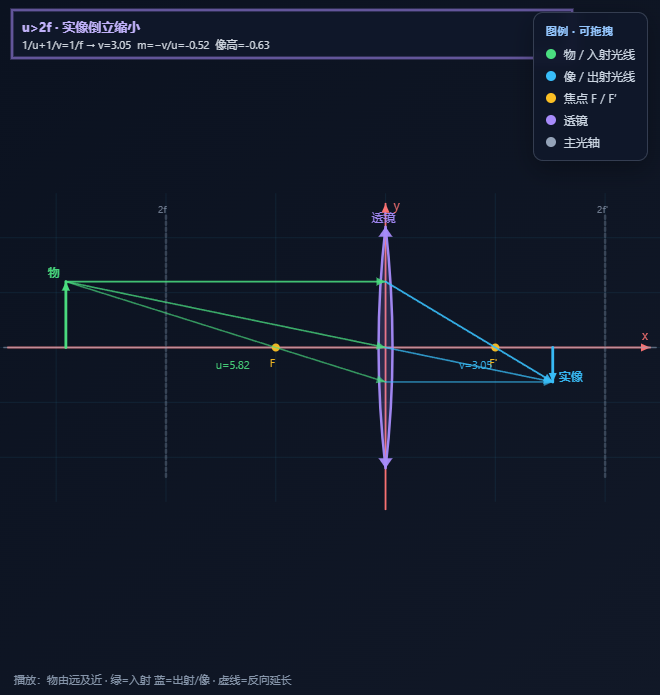 u>2f · 实像倒立缩小
1/u+1/v=1/f → v=3.05  m=−v/u=-0.52  像高=-0.63
图例 · 可拖拽
物 / 入射光线
像 / 出射光线
焦点 F / F′
透镜
主光轴
2f
2f′
y
透镜
物
x
u=5.82
F
v=3.05
F′
实像
播放：物由远及近 · 绿=入射 蓝=出射/像 · 虚线=反向延长